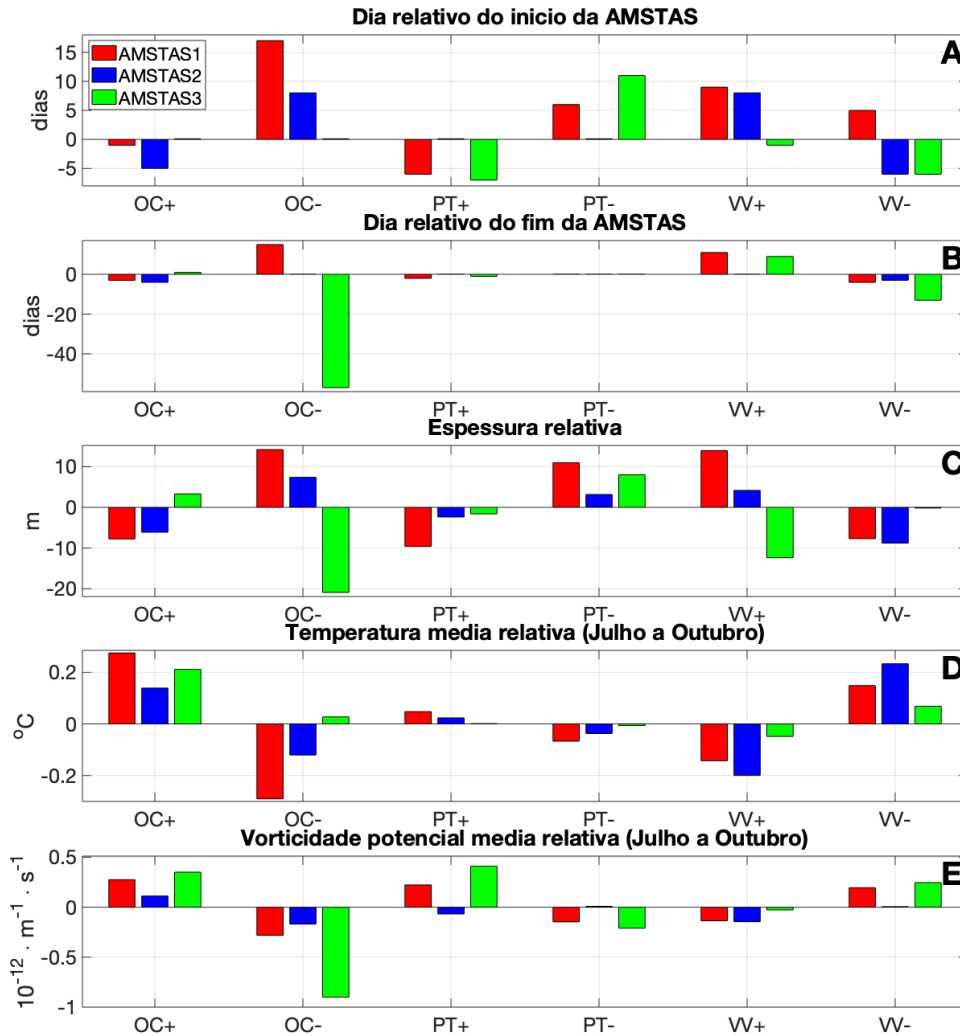 Dia relativo do inicio da AMSTAS
A
AMSTAS1
AMSTAS2
AMSTAS3
dias
15
10
5
0
-5
OC+ OC- PT+ PT- VV+ VV-
Dia relativo do fim da AMSTAS
B
dias
0
-20
-40
OC+ OC- PT+ PT- VV+ VV-
Espessura relativa
C
m
10
0
-10
-20
OC+ OC- PT+ PT- VV+ VV-
Temperatura media relativa (Julho a Outubro)
D
ºC
0.2
0
-0.2
OC+ OC- PT+ PT- VV+ VV-
Vorticidade potencial media relativa (Julho a Outubro)
E
10⁻¹² · m⁻¹ · s⁻¹
0.5
0
-0.5
-1
OC+ OC- PT+ PT- VV+ VV-